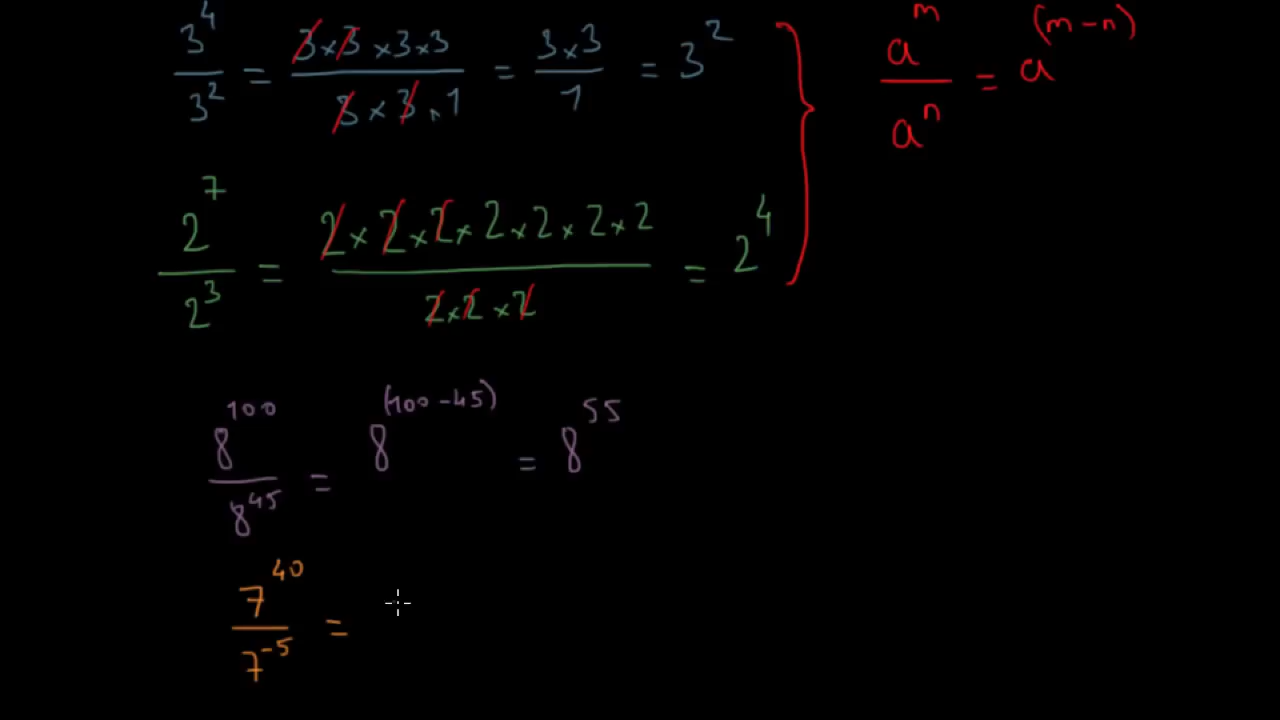 3^4 / 3^2 = 3 × 3 × 3 × 3 / 3 × 3 × 1 = 3 × 3 / 1 = 3^2
a^m / a^n = a^(m - n)
2^7 / 2^3 = 2 × 2 × 2 × 2 × 2 × 2 × 2 / 2 × 2 × 2 = 2^4
8^100 / 8^45 = 8^(100 - 45) = 8^55
7^40 / 7^-5 =